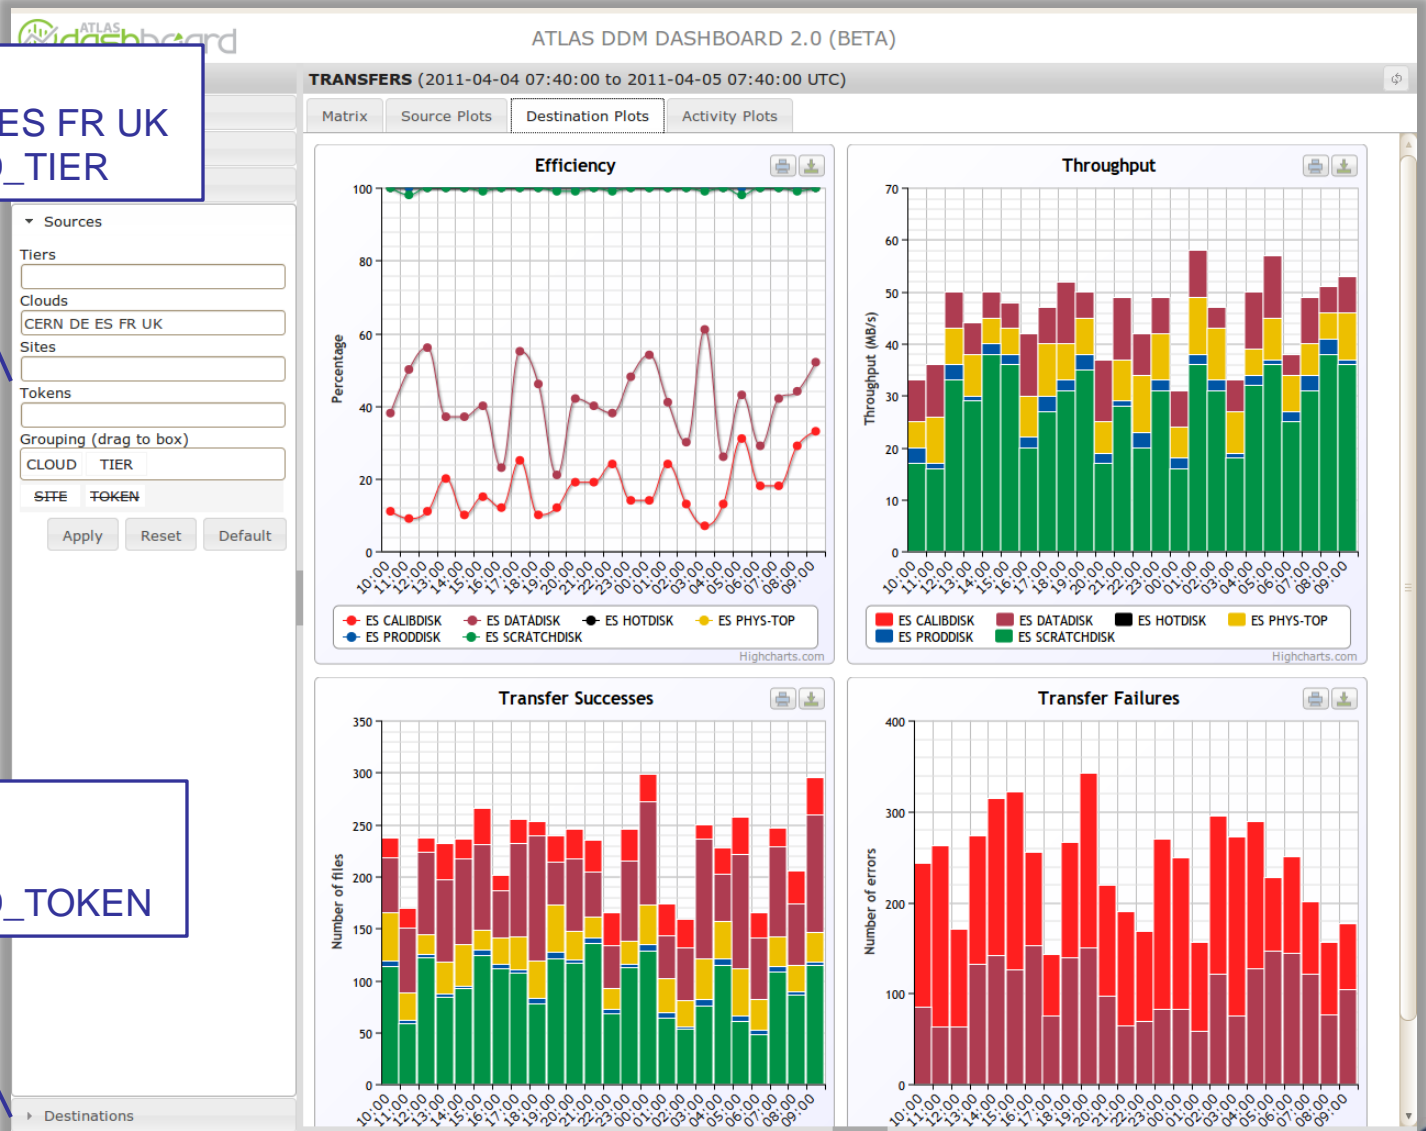 ATLAS
dashboard
ATLAS DDM DASHBOARD 2.0 (BETA)
ES FR UK
_TIER
TRANSFERS (2011-04-04 07:40:00 to 2011-04-05 07:40:00 UTC)
Matrix
Source Plots
Destination Plots
Activity Plots
Sources
Tiers
Clouds
CERN DE ES FR UK
Sites
Tokens
Grouping (drag to box)
CLOUD TIER
SITE TOKEN
Apply Reset Default
_TOKEN
Destinations
Efficiency
Percentage
100
80
60
40
20
0
10:00 11:00 12:00 13:00 14:00 15:00 16:00 17:00 18:00 19:00 20:00 21:00 22:00 23:00 00:00 01:00 02:00 03:00 04:00 05:00 06:00 07:00 08:00 09:00
ES CALIBDISK ES DATADISK ES HOTDISK ES PHYS-TOP
ES PRODDISK ES SCRATCHDISK
Highcharts.com
Throughput
Throughput (MB/s)
70
60
50
40
30
20
10
0
10:00 11:00 12:00 13:00 14:00 15:00 16:00 17:00 18:00 19:00 20:00 21:00 22:00 23:00 00:00 01:00 02:00 03:00 04:00 05:00 06:00 07:00 08:00 09:00
ES CALIBDISK ES DATADISK ES HOTDISK ES PHYS-TOP
ES PRODDISK ES SCRATCHDISK
Highcharts.com
Transfer Successes
Number of files
350
300
250
200
150
100
50
0
10:00 11:00 12:00 13:00 14:00 15:00 16:00 17:00 18:00 19:00 20:00 21:00 22:00 23:00 00:00 01:00 02:00 03:00 04:00 05:00 06:00 07:00 08:00 09:00
Transfer Failures
Number of errors
400
300
200
100
0
10:00 11:00 12:00 13:00 14:00 15:00 16:00 17:00 18:00 19:00 20:00 21:00 22:00 23:00 00:00 01:00 02:00 03:00 04:00 05:00 06:00 07:00 08:00 09:00